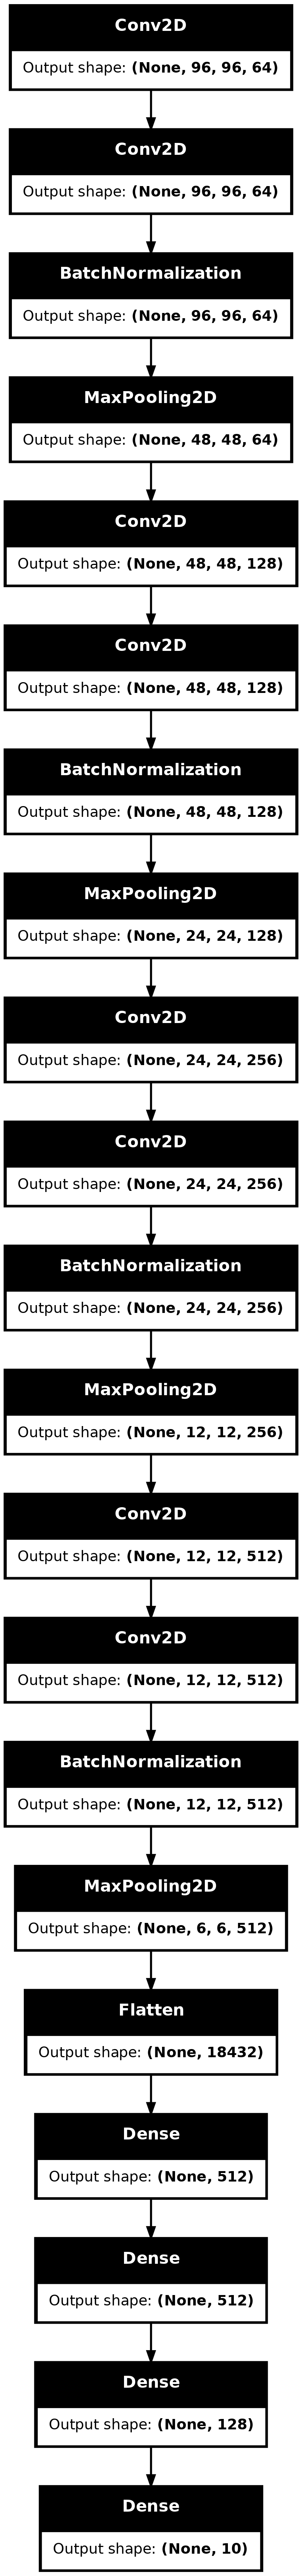 Conv2D
Output shape: (None, 96, 96, 64)
Conv2D
Output shape: (None, 96, 96, 64)
BatchNormalization
Output shape: (None, 96, 96, 64)
MaxPooling2D
Output shape: (None, 48, 48, 64)
Conv2D
Output shape: (None, 48, 48, 128)
Conv2D
Output shape: (None, 48, 48, 128)
BatchNormalization
Output shape: (None, 48, 48, 128)
MaxPooling2D
Output shape: (None, 24, 24, 128)
Conv2D
Output shape: (None, 24, 24, 256)
Conv2D
Output shape: (None, 24, 24, 256)
BatchNormalization
Output shape: (None, 24, 24, 256)
MaxPooling2D
Output shape: (None, 12, 12, 256)
Conv2D
Output shape: (None, 12, 12, 512)
Conv2D
Output shape: (None, 12, 12, 512)
BatchNormalization
Output shape: (None, 12, 12, 512)
MaxPooling2D
Output shape: (None, 6, 6, 512)
Flatten
Output shape: (None, 18432)
Dense
Output shape: (None, 512)
Dense
Output shape: (None, 512)
Dense
Output shape: (None, 128)
Dense
Output shape: (None, 10)